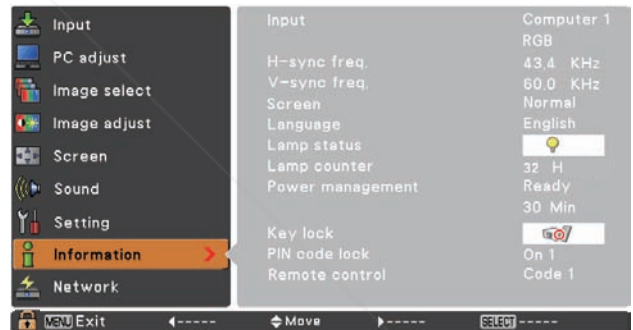 Input
PC adjust
Image select
Image adjust
Screen
Sound
Setting
Information
Network
Input Computer 1
RGB
H-sync freq. 43,4 KHz
V-sync freq. 60,0 KHz
Screen Normal
Language English
Lamp status
Lamp counter 32 H
Power management Ready
30 Min
Key lock
PIN code lock On 1
Remote control Code 1
MENU Exit ----- Move ----- SELECT -----